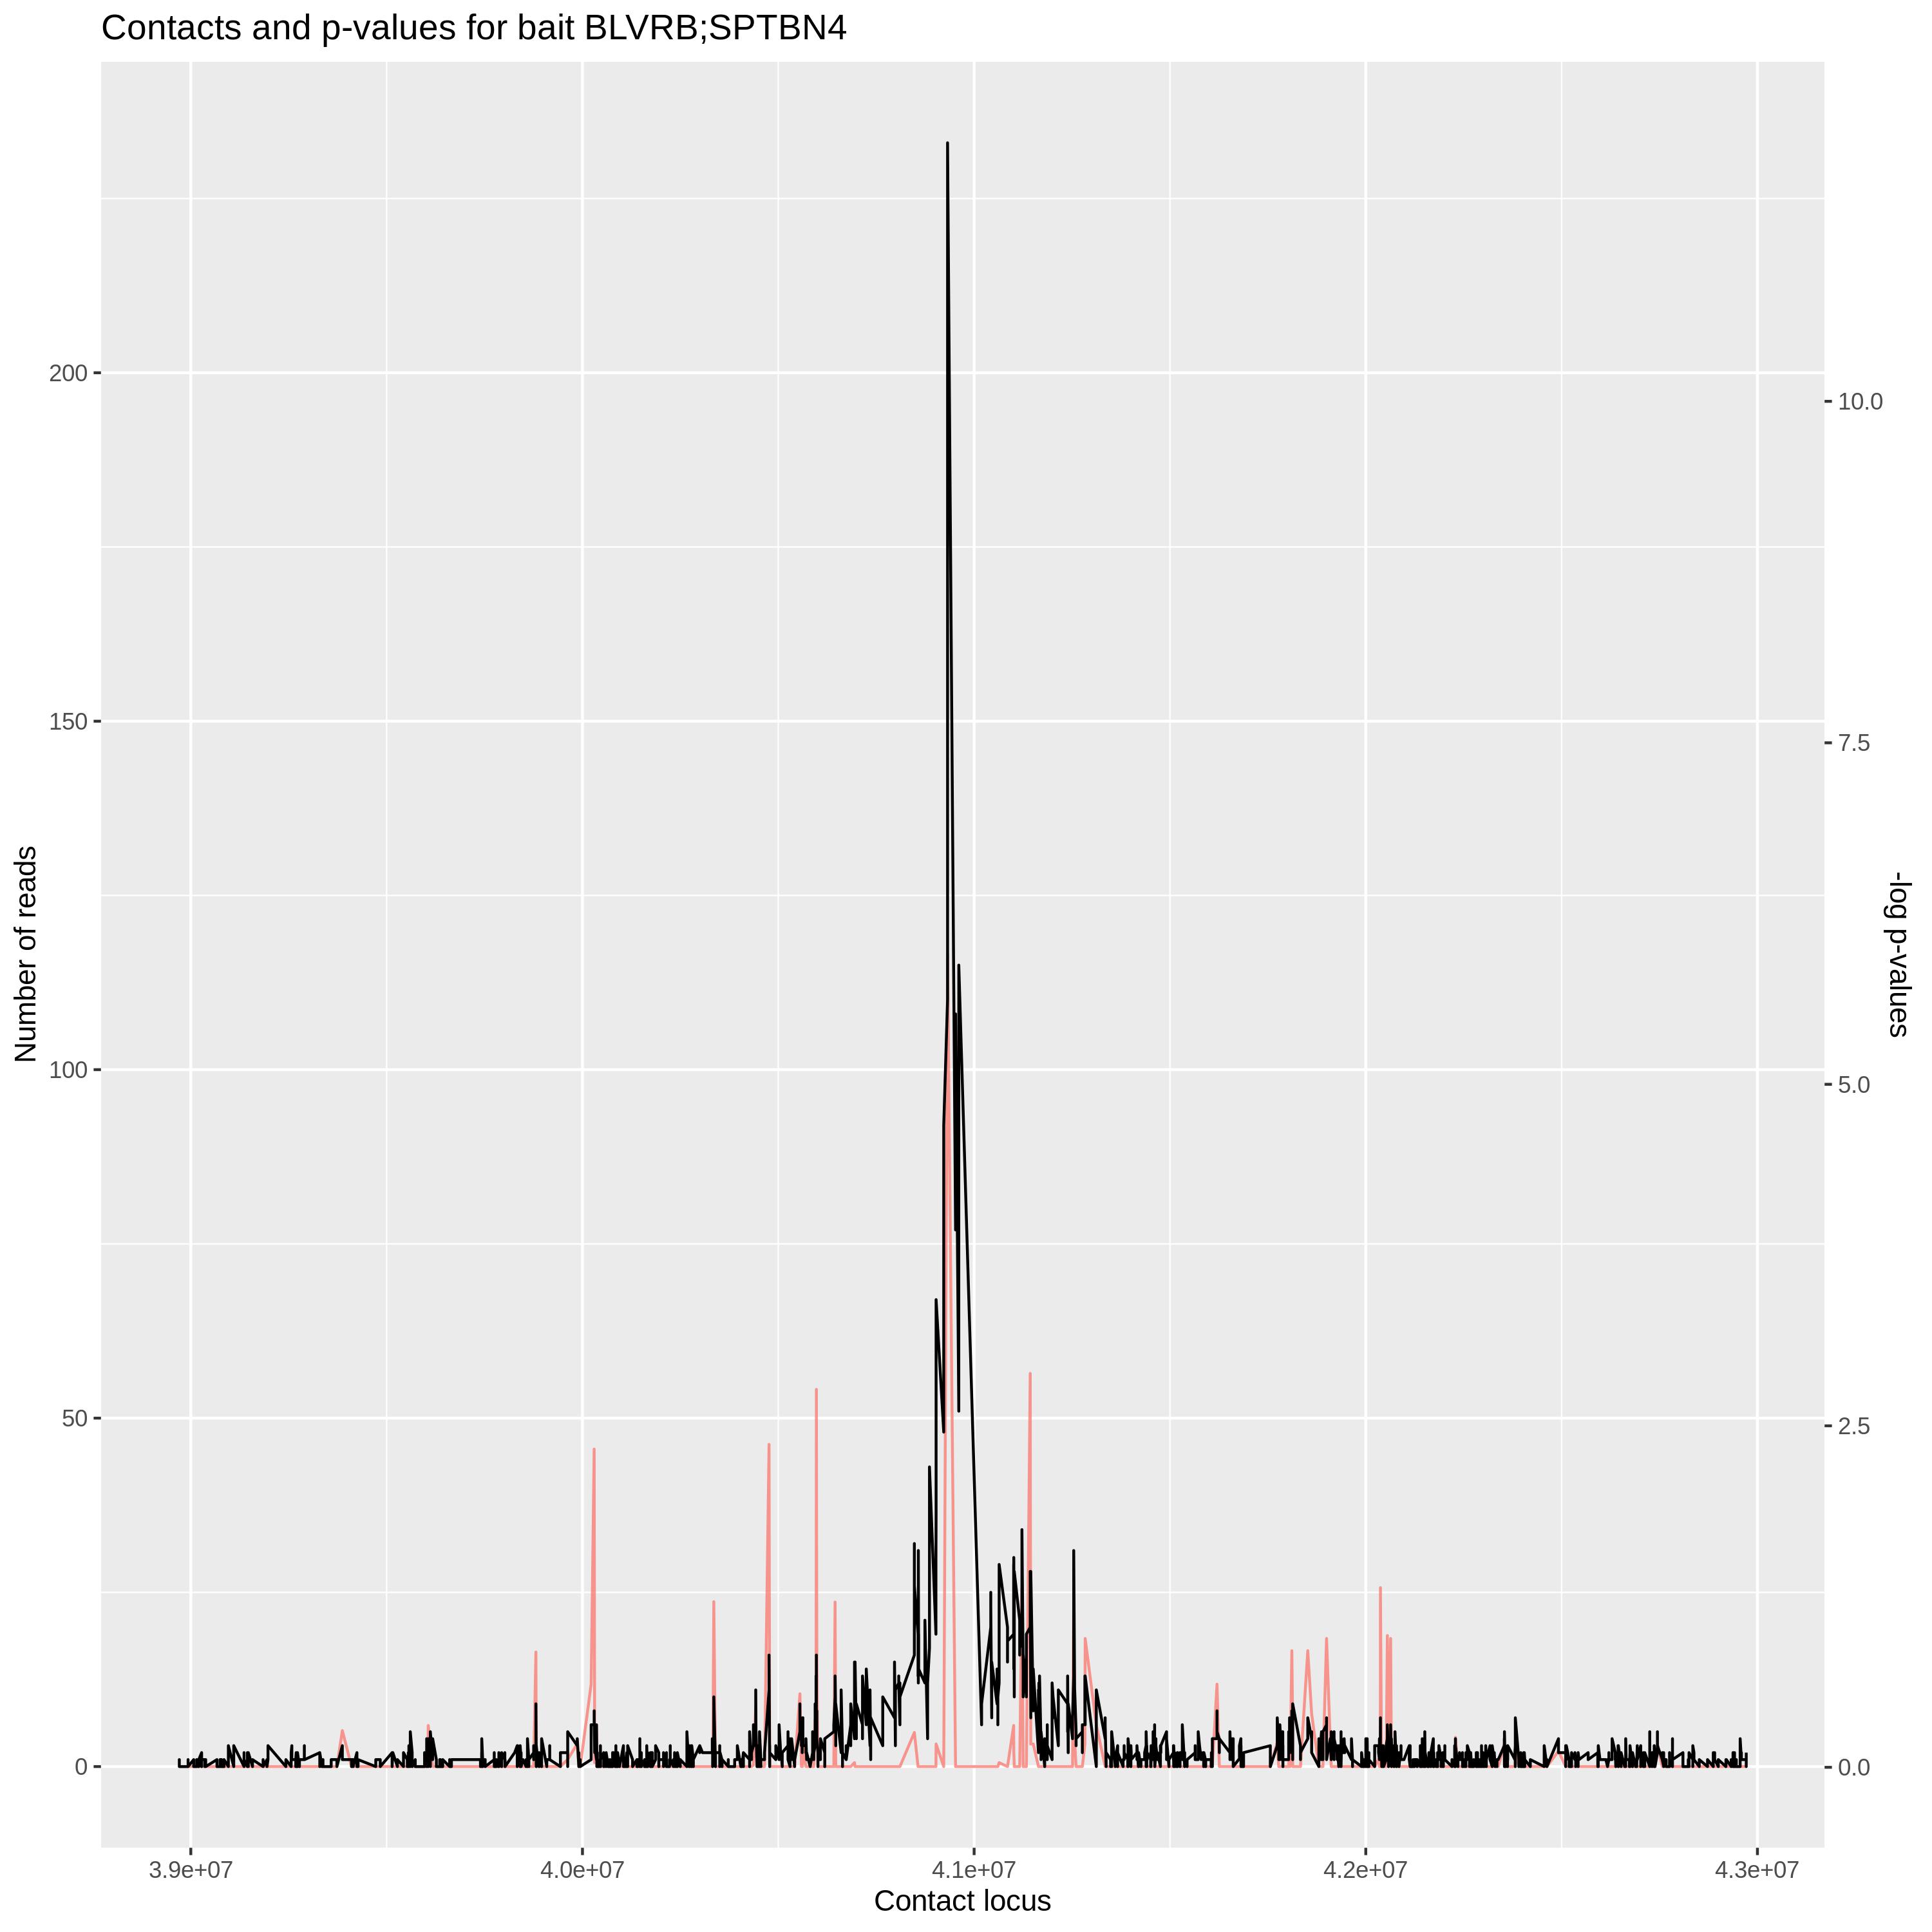 Contacts and p-values for bait BLVRB;SPTBN4
Number of reads
200
150
100
50
0
10.0
7.5
5.0
2.5
0.0
-log p-values
3.9e+07
4.0e+07
4.1e+07
4.2e+07
4.3e+07
Contact locus